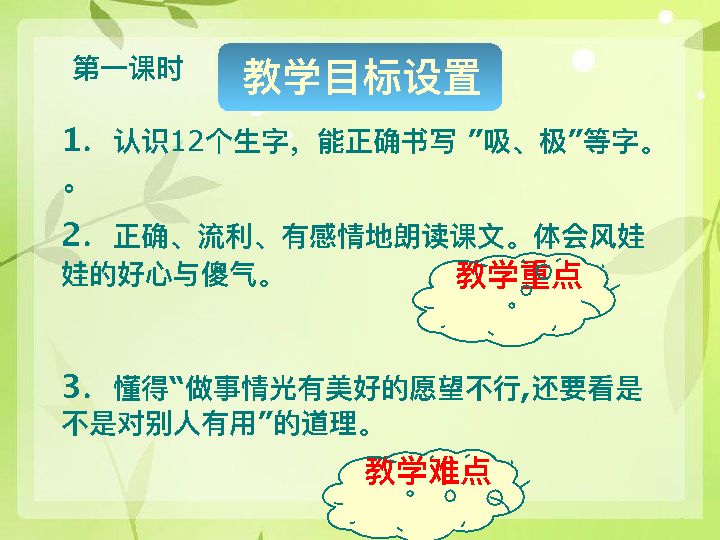 第一课时
教学目标设置
1. 认识12个生字，能正确书写 ”吸、极”等字。
。
2. 正确、流利、有感情地朗读课文。体会风娃
娃的好心与傻气。
教学重点
3. 懂得“做事情光有美好的愿望不行,还要看是
不是对别人有用”的道理。
教学难点